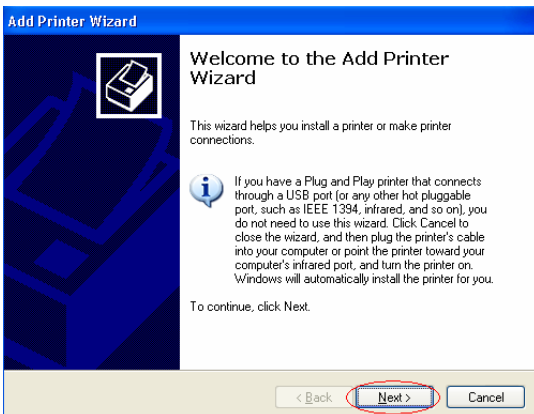 Add Printer Wizard
Welcome to the Add Printer
Wizard
This wizard helps you install a printer or make printer
connections.
If you have a Plug and Play printer that connects
through a USB port (or any other hot pluggable
port, such as IEEE 1394, infrared, and so on), you
do not need to use this wizard. Click Cancel to
close the wizard, and then plug the printer's cable
into your computer or point the printer toward your
computer's infrared port, and turn the printer on.
Windows will automatically install the printer for you.
To continue, click Next.
< Back
Next >
Cancel